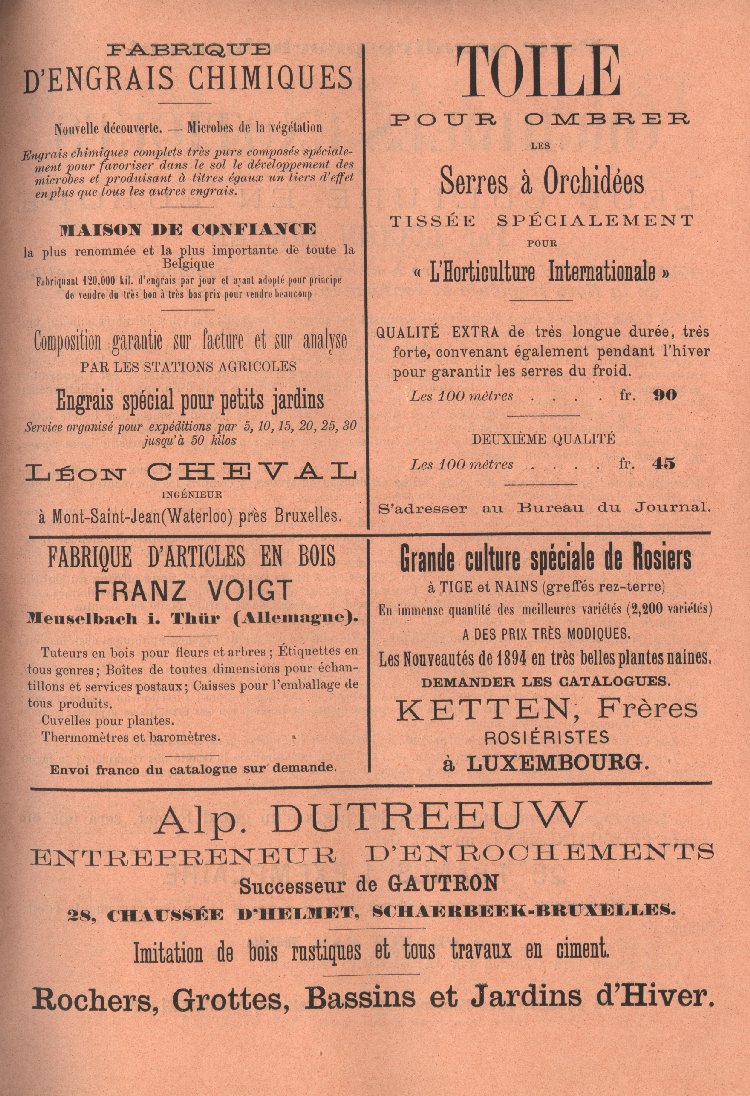 FABRIQUE
D'ENGRAIS CHIMIQUES
Nouvelle découverte. — Microbes de la végétation
Engrais chimiques complets très purs composés spéciale-
ment pour favoriser dans le sol le développement des
microbes et produisant à titres égaux un tiers d'effet
en plus que tous les autres engrais.
MAISON DE CONFIANCE
la plus renommée et la plus importante de toute la
Belgique
Fabriquant 120.000 kil. d'engrais par jour et ayant adopté pour principe
de vendre du très bon à très bas prix pour vendre beaucoup
Composition garantie sur facture et sur analyse
PAR LES STATIONS AGRICOLES
Engrais spécial pour petits jardins
Service organisé pour expéditions par 5, 10, 15, 20, 25, 30
jusqu'à 50 kilos
LÉON CHEVAL
INGÉNIEUR
à Mont-Saint-Jean(Waterloo) près Bruxelles.
TOILE
POUR OMBRER
LES
Serres à Orchidées
TISSÉE SPÉCIALEMENT
POUR
« L'Horticulture Internationale »
QUALITÉ EXTRA de très longue durée, très
forte, convenant également pendant l'hiver
pour garantir les serres du froid.
Les 100 mètres . . . . fr. 90
DEUXIÈME QUALITÉ
Les 100 mètres . . . . fr. 45
S'adresser au Bureau du Journal.
FABRIQUE D'ARTICLES EN BOIS
FRANZ VOIGT
Meuselbach i. Thür (Allemagne).
Tuteurs en bois pour fleurs et arbres ; Étiquettes en
tous genres ; Boîtes de toutes dimensions pour échan-
tillons et services postaux ; Caisses pour l'emballage de
tous produits.
Cuvelles pour plantes.
Thermomètres et baromètres.
Envoi franco du catalogue sur demande.
Grande culture spéciale de Rosiers
à TIGE et NAINS (greffés rez-terre)
En immense quantité des meilleures variétés (2,200 variétés)
A DES PRIX TRÈS MODIQUES.
Les Nouveautés de 1894 en très belles plantes naines.
DEMANDER LES CATALOGUES.
KETTEN, Frères
ROSIÉRISTES
à LUXEMBOURG.
Alp. DUTREEUW
ENTREPRENEUR D'ENROCHEMENTS
Successeur de GAUTRON
28, CHAUSSÉE D'HELMET, SCHAERBEEK-BRUXELLES.
Imitation de bois rustiques et tous travaux en ciment.
Rochers, Grottes, Bassins et Jardins d'Hiver.